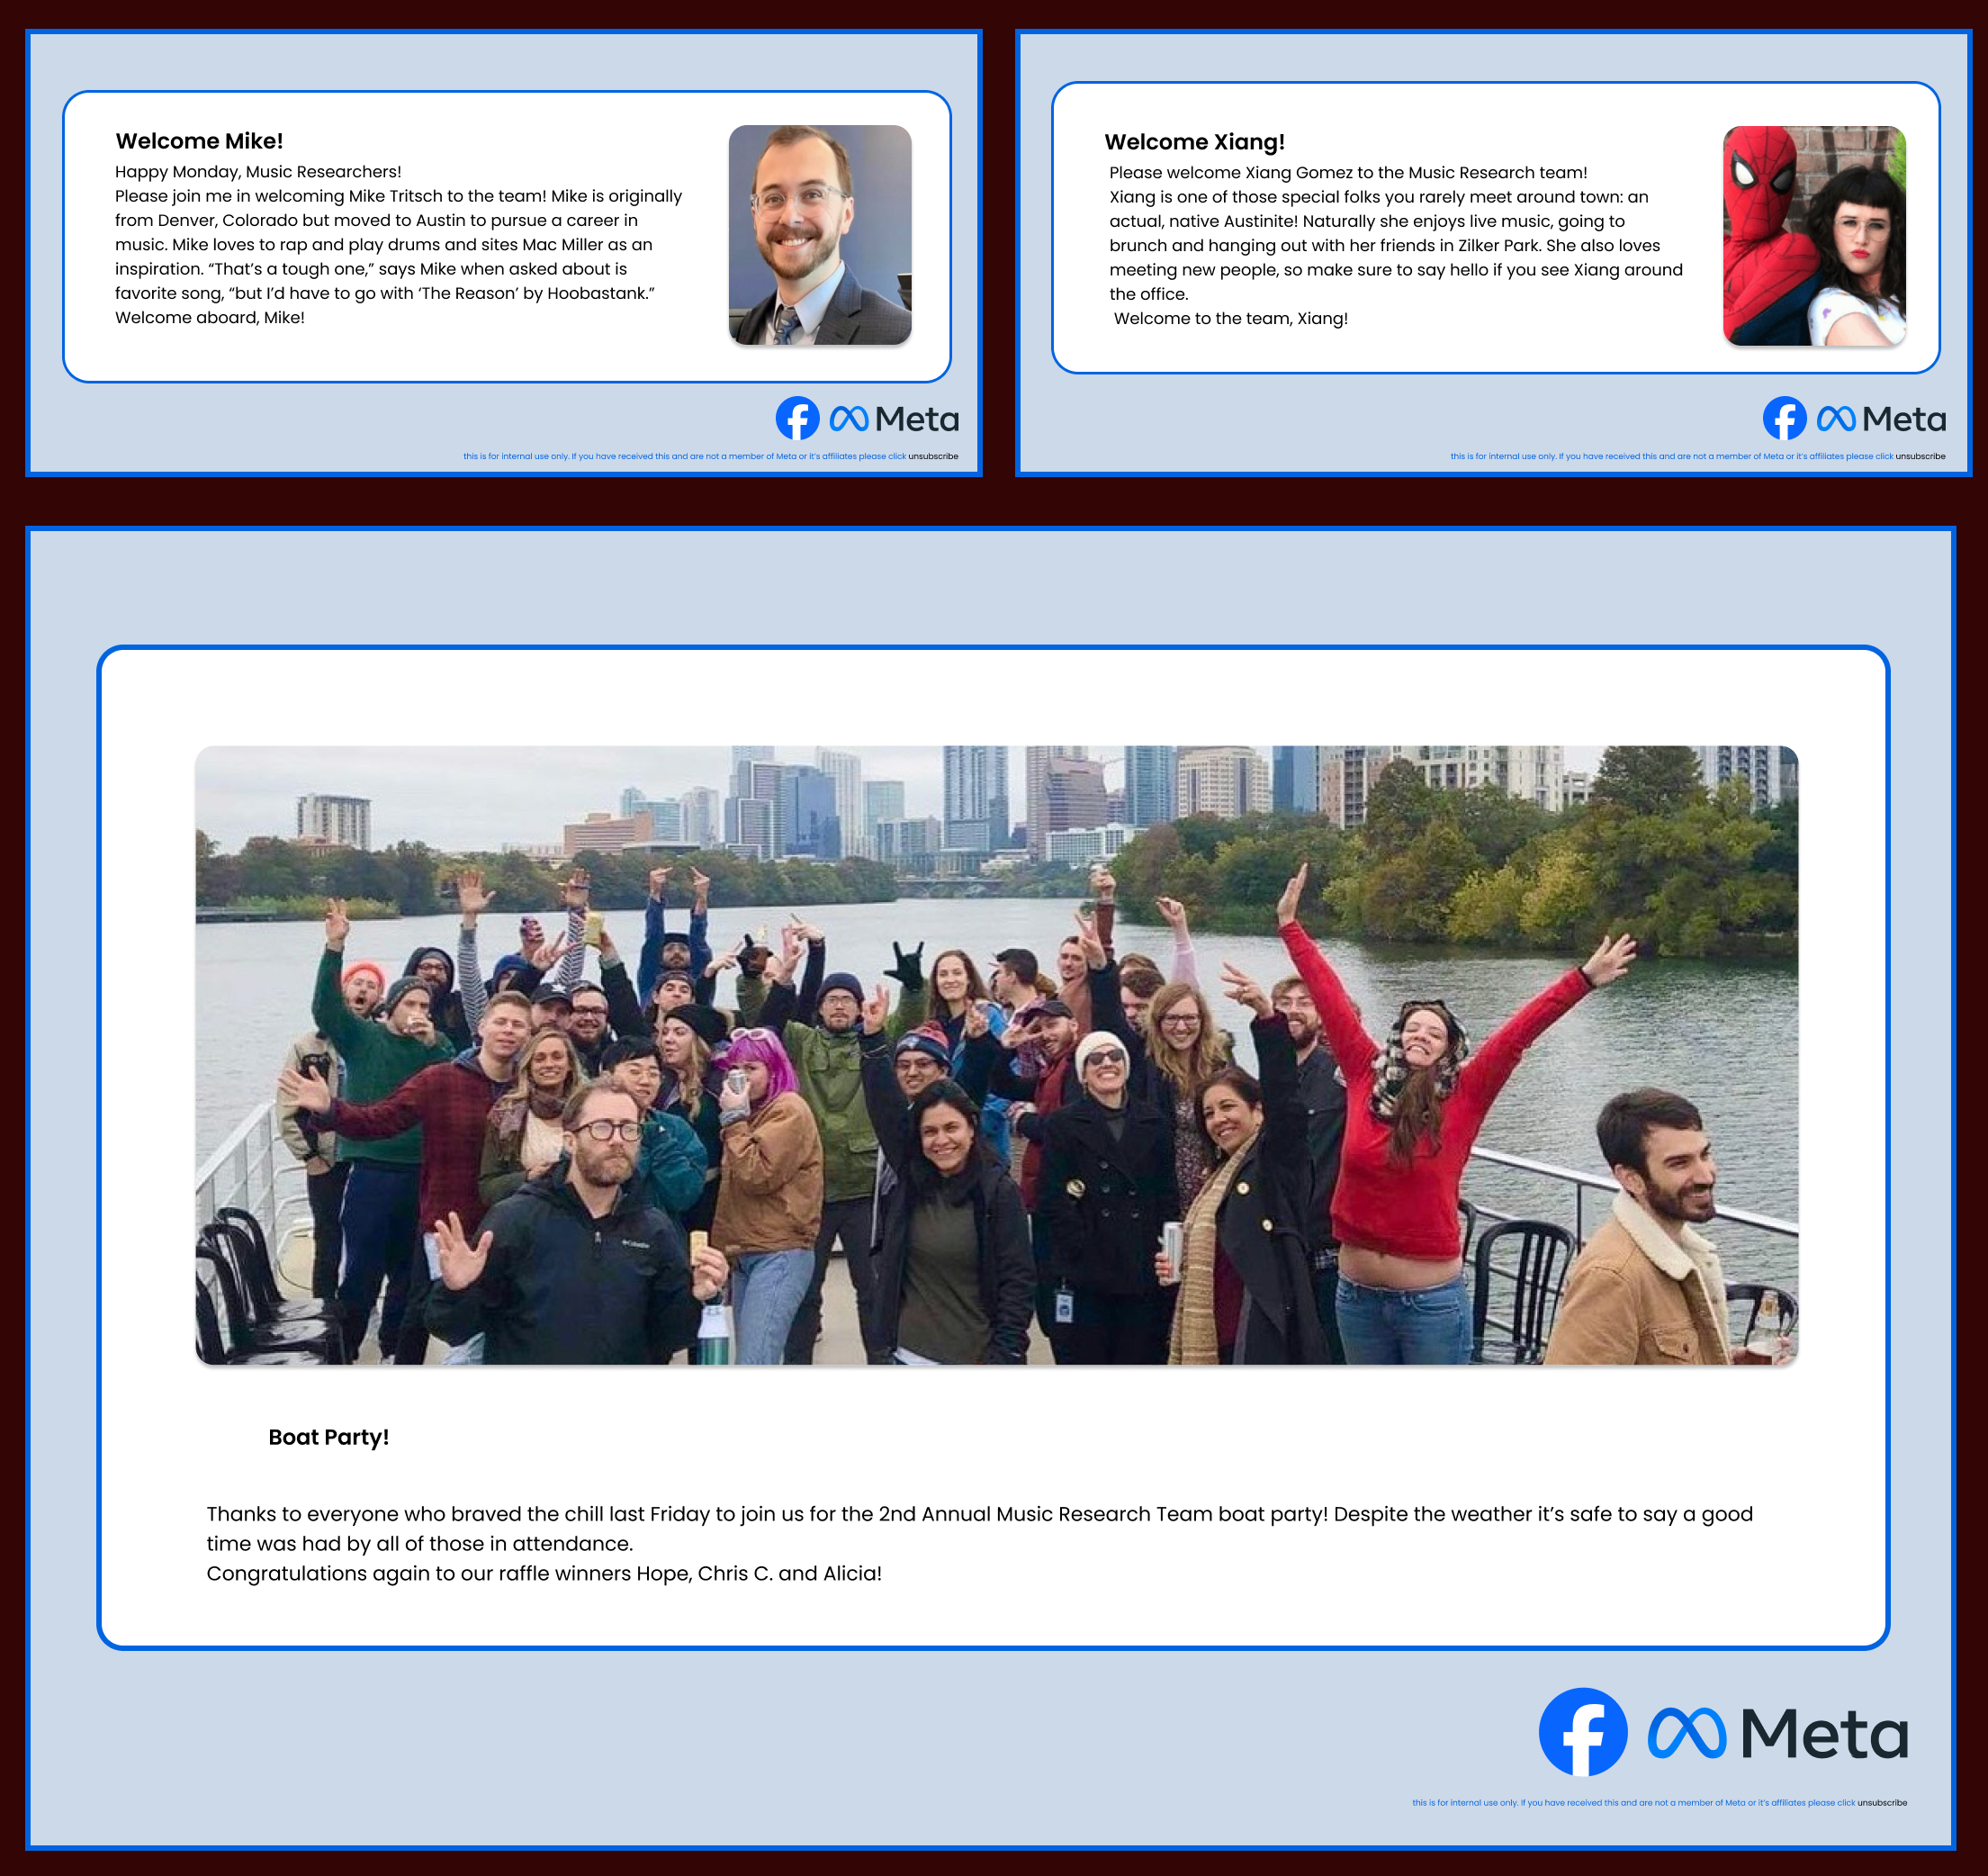 Welcome Mike!
Happy Monday, Music Researchers!
Please join me in welcoming Mike Tritsch to the team! Mike is originally
from Denver, Colorado but moved to Austin to pursue a career in
music. Mike loves to rap and play drums and sites Mac Miller as an
inspiration. “That’s a tough one,” says Mike when asked about is
favorite song, “but I’d have to go with ‘The Reason’ by Hoobastank.”
Welcome aboard, Mike!
Meta
this is for internal use only. If you have received this and are not a member of Meta or it's affiliates please click unsubscribe
Welcome Xiang!
Please welcome Xiang Gomez to the Music Research team!
Xiang is one of those special folks you rarely meet around town: an
actual, native Austinite! Naturally she enjoys live music, going to
brunch and hanging out with her friends in Zilker Park. She also loves
meeting new people, so make sure to say hello if you see Xiang around
the office.
Welcome to the team, Xiang!
Meta
this is for internal use only. If you have received this and are not a member of Meta or it's affiliates please click unsubscribe
Columbia
Boat Party!
Thanks to everyone who braved the chill last Friday to join us for the 2nd Annual Music Research Team boat party! Despite the weather it’s safe to say a good
time was had by all of those in attendance.
Congratulations again to our raffle winners Hope, Chris C. and Alicia!
Meta
this is for internal use only. If you have received this and are not a member of Meta or it's affiliates please click unsubscribe